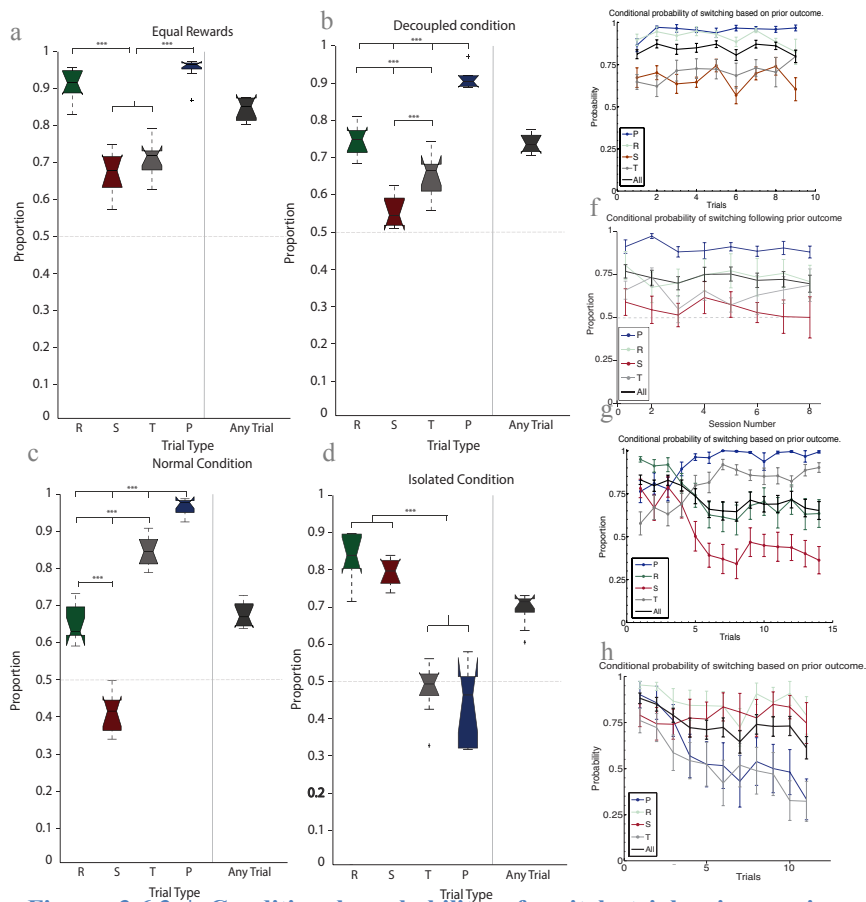 a
Equal Rewards
***
***
1
0.9
0.8
0.7
0.6
0.5
0.4
0.3
0.2
0.1
0
Proportion
R S T P Any Trial
Trial Type
b
Decoupled condition
***
***
***
1
0.9
0.8
0.7
0.6
0.5
0.4
0.3
0.2
0.1
0
Proportion
R S T P Any Trial
Trial Type
c
Normal Condition
***
***
***
1
0.9
0.8
0.7
0.6
0.5
0.4
0.3
0.2
0.1
0
Proportion
R S T P Any Trial
Trial Type
d
Isolated Condition
***
1
0.9
0.8
0.7
0.6
0.5
0.4
0.3
0.2
0.1
0
Proportion
R S T P Any Trial
Trial Type
Conditional probability of switching based on prior outcome.
1
0.75
0.5
0.25
0
Probability
P
R
S
T
All
0 2 4 6 8 10
Trials
f
Conditional probability of switching following prior outcome
1
0.75
0.5
0.25
0
Proportion
P
R
S
T
All
0 2 4 6 8
Session Number
g
Conditional probability of switching based on prior outcome.
1
0.75
0.5
0.25
0
Proportion
P
R
S
T
All
0 5 10 15
Trials
h
Conditional probability of switching based on prior outcome.
1
0.75
0.5
0.25
0
Probability
P
R
S
T
All
5 10
Trials